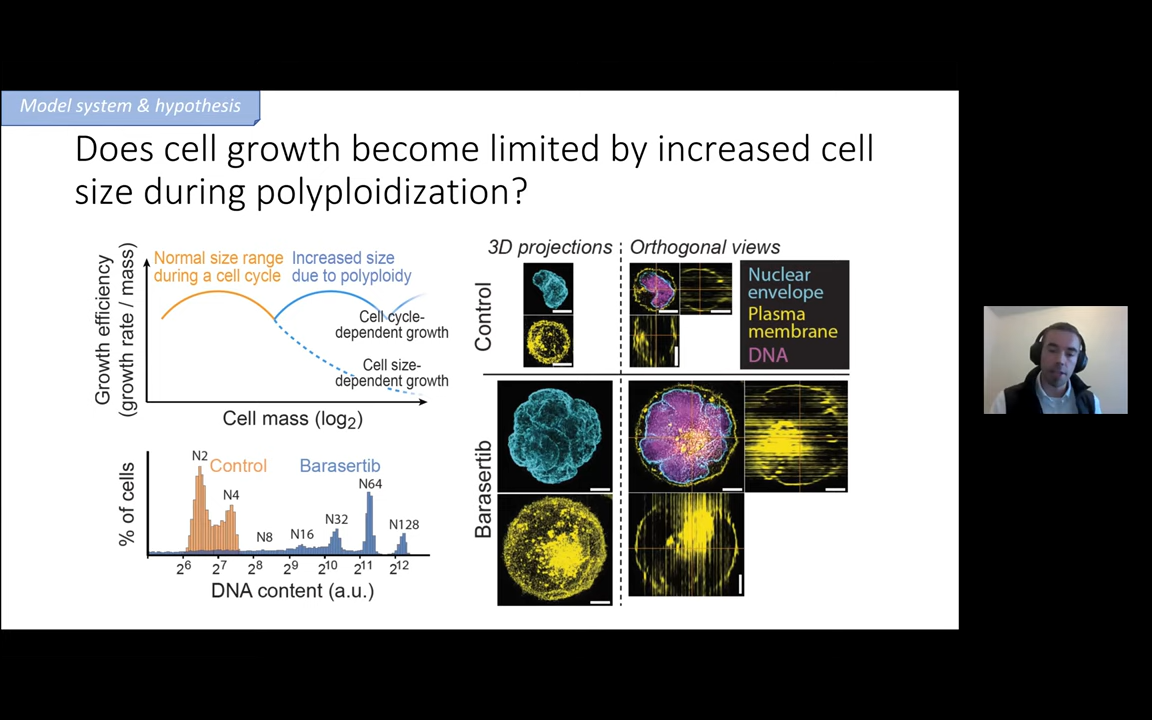 Model system & hypothesis
Does cell growth become limited by increased cell
size during polyploidization?
Growth efficiency
(growth rate / mass)
Normal size range
during a cell cycle
Increased size
due to polyploidy
Cell cycle-
dependent growth
Cell size-
dependent growth
Cell mass (log₂)
% of cells
N2
Control
Barasertib
N4
N8
N16
N32
N64
N128
2⁶ 2⁷ 2⁸ 2⁹ 2¹⁰ 2¹¹ 2¹²
DNA content (a.u.)
3D projections
Orthogonal views
Control
Nuclear
envelope
Plasma
membrane
DNA
Barasertib